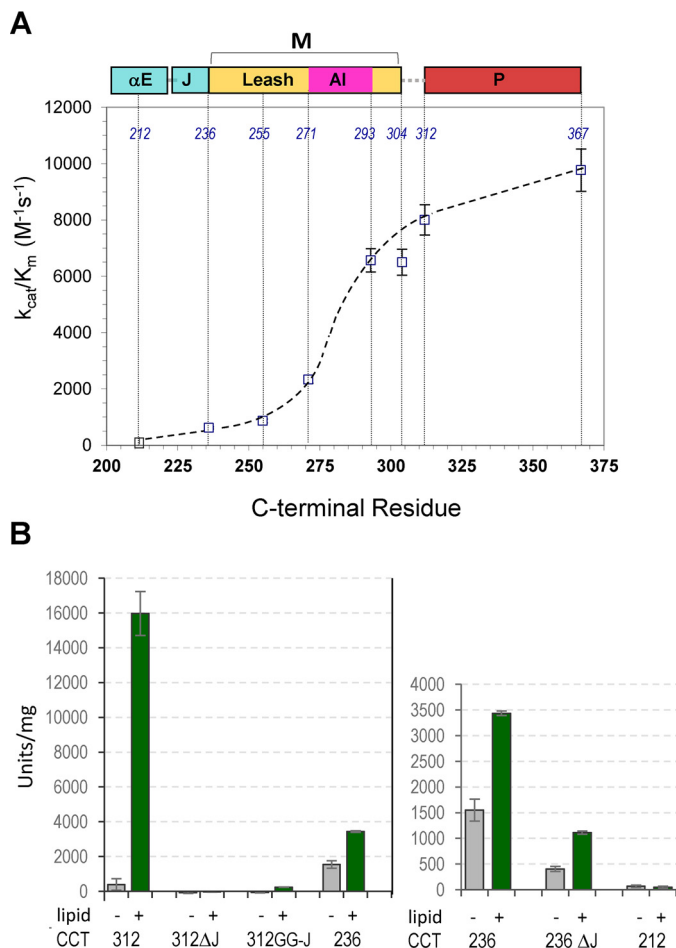 A
M
αE J Leash AI P
12000
10000
8000
6000
4000
2000
0
212 236 255 271 293 304 312 367
kcat/Km (M-1s-1)
200 225 250 275 300 325 350 375
C-terminal Residue
B
18000
16000
14000
12000
10000
8000
6000
4000
2000
0
Units/mg
lipid - + - + - + - +
CCT 312 312ΔJ 312GG-J 236
4000
3500
3000
2500
2000
1500
1000
500
0
lipid - + - + - +
CCT 236 236 ΔJ 212